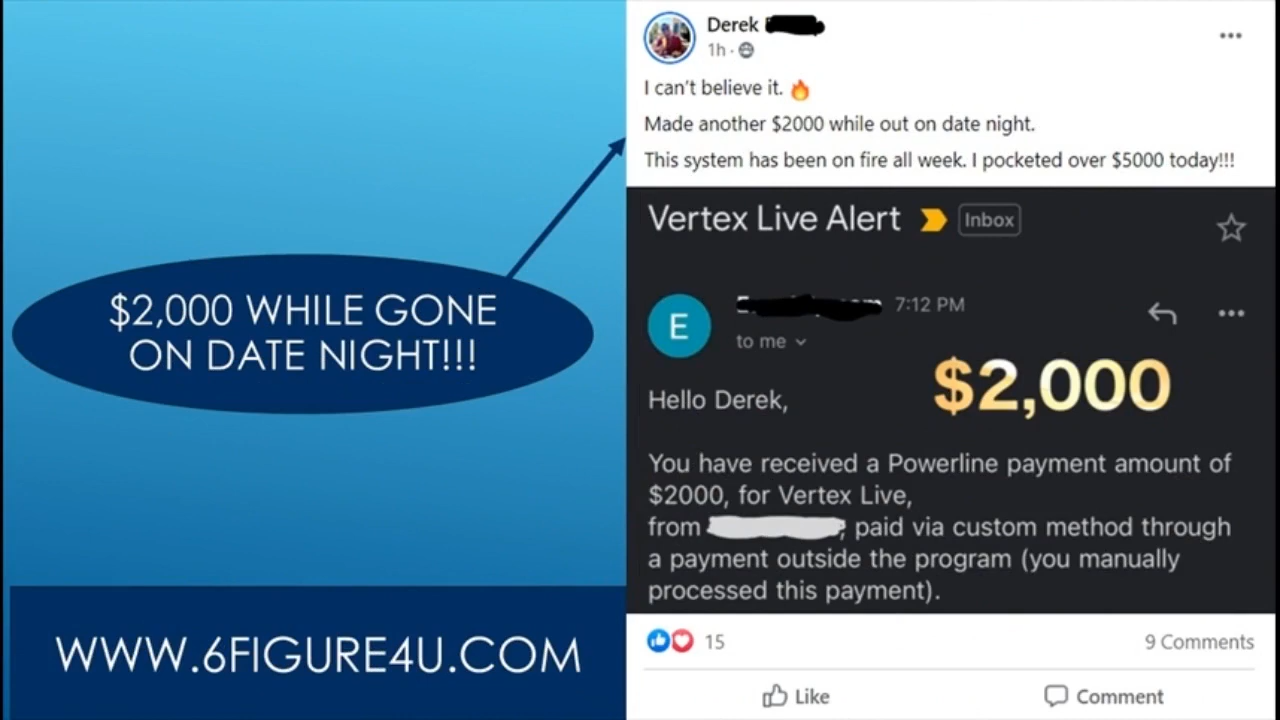 $2,000 WHILE GONE
ON DATE NIGHT!!!
WWW.6FIGURE4U.COM
Derek
1h ·
I can't believe it. 🔥
Made another $2000 while out on date night.
This system has been on fire all week. I pocketed over $5000 today!!!
Vertex Live Alert Inbox
7:12 PM
E
to me
$2,000
Hello Derek,
You have received a Powerline payment amount of
$2000, for Vertex Live,
from ; paid via custom method through
a payment outside the program (you manually
processed this payment).
15
9 Comments
Like
Comment